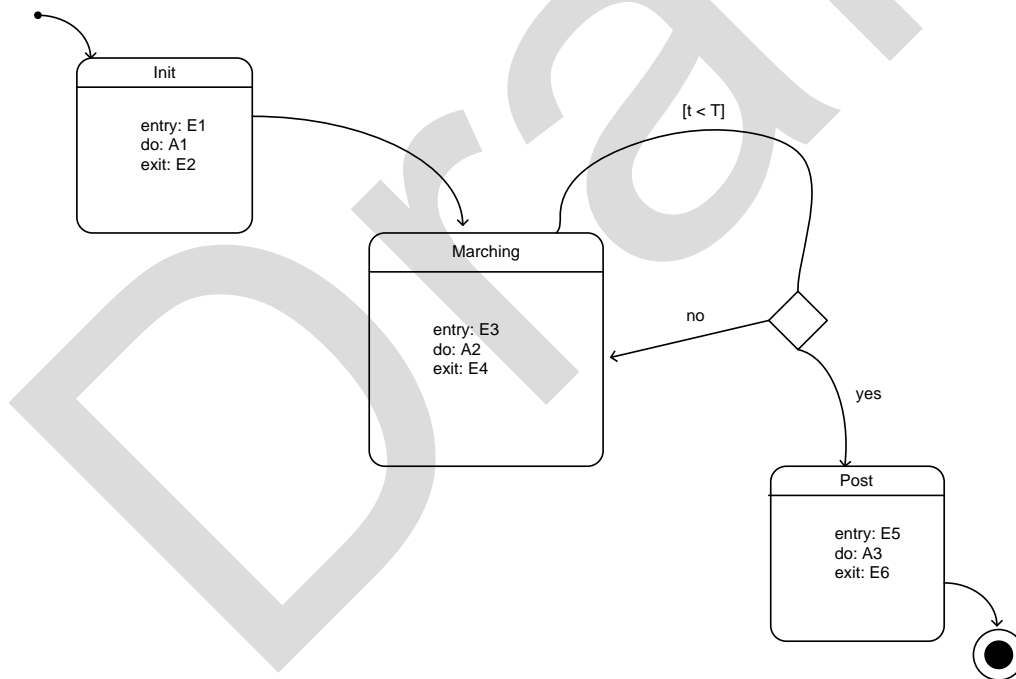 Init
entry: E1
do: A1
exit: E2
[t < T]
Marching
entry: E3
do: A2
exit: E4
no
yes
Post
entry: E5
do: A3
exit: E6